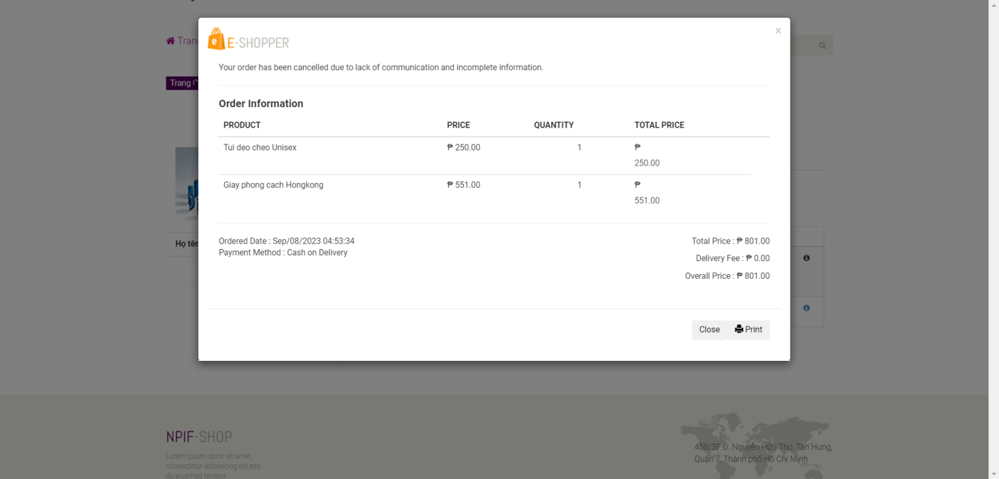 E-SHOPPER
×
Your order has been cancelled due to lack of communication and incomplete information.
Order Information
PRODUCT PRICE QUANTITY TOTAL PRICE
Tui deo cheo Unisex ₱ 250.00 1 ₱
250.00
Giay phong cach Hongkong ₱ 551.00 1 ₱
551.00
Ordered Date : Sep/08/2023 04:53:34
Payment Method : Cash on Delivery
Total Price : ₱ 801.00
Delivery Fee : ₱ 0.00
Overall Price : ₱ 801.00
Close Print
Trang
Họ tên
NPIF-SHOP
Lorem ipsum dolor sit amet,
consectetur adipisicing elit,sed
do eiusmod tempor
458/3F Đ. Nguyễn Hữu Thọ, Tân Hưng,
Quận 7, Thành phố Hồ Chí Minh